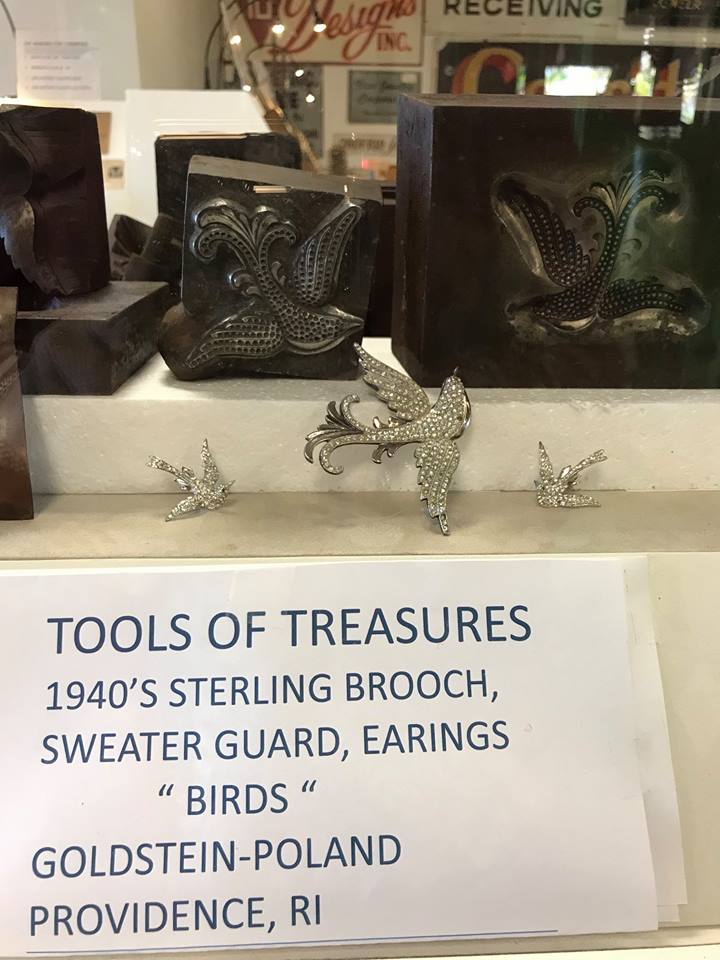 Designs
INC.
RECEIVING
TOOLS OF TREASURES
1940'S STERLING BROOCH,
SWEATER GUARD, EARINGS
“ BIRDS “
GOLDSTEIN-POLAND
PROVIDENCE, RI